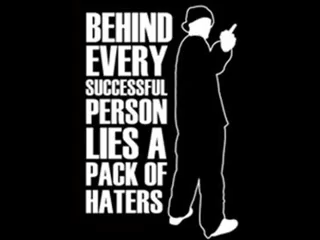 BEHIND
EVERY
SUCCESSFUL
PERSON
LIES A
PACK OF
HATERS